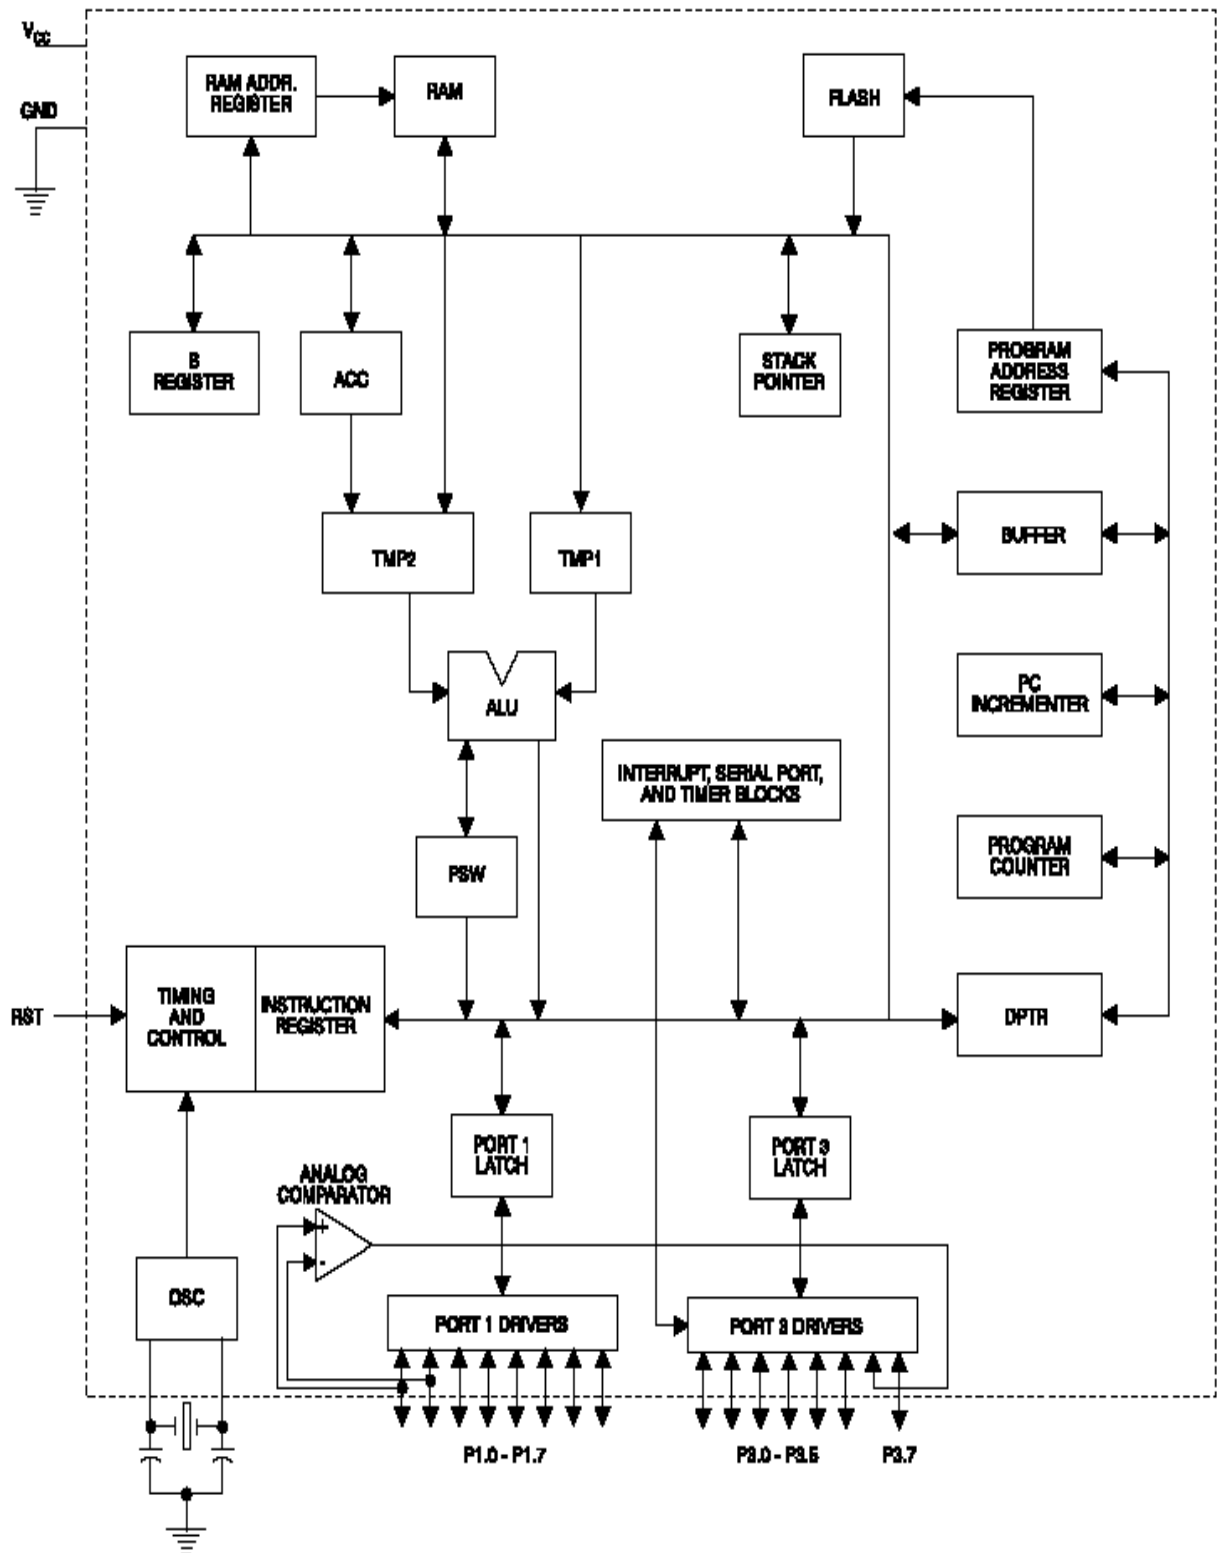 VCC
GND
RAM ADDR.
REGISTER
RAM
FLASH
B
REGISTER
ACC
STACK
POINTER
PROGRAM
ADDRESS
REGISTER
BUFFER
TMP2
TMP1
PC
INCREMENTER
ALU
INTERRUPT, SERIAL PORT,
AND TIMER BLOCKS
PROGRAM
COUNTER
PSW
RST
TIMING
AND
CONTROL
INSTRUCTION
REGISTER
DPTR
PORT 1
LATCH
PORT 3
LATCH
ANALOG
COMPARATOR
+
-
OSC
PORT 1 DRIVERS
PORT 3 DRIVERS
P1.0 - P1.7
P3.0 - P3.5
P3.7